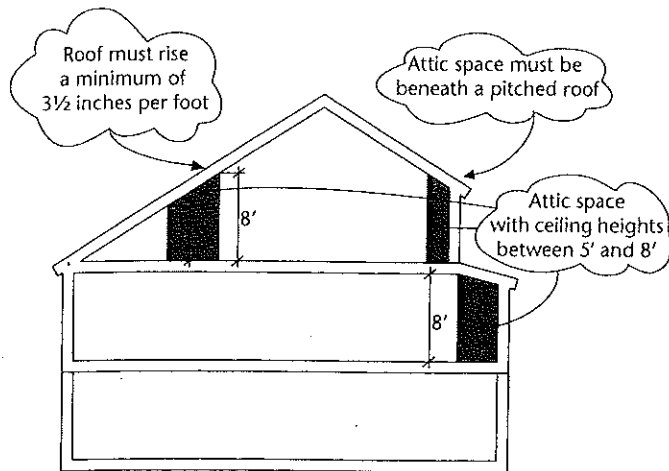 Roof must rise
a minimum of
3½ inches per foot
Attic space must be
beneath a pitched roof
8′
Attic space
with ceiling heights
between 5′ and 8′
8′